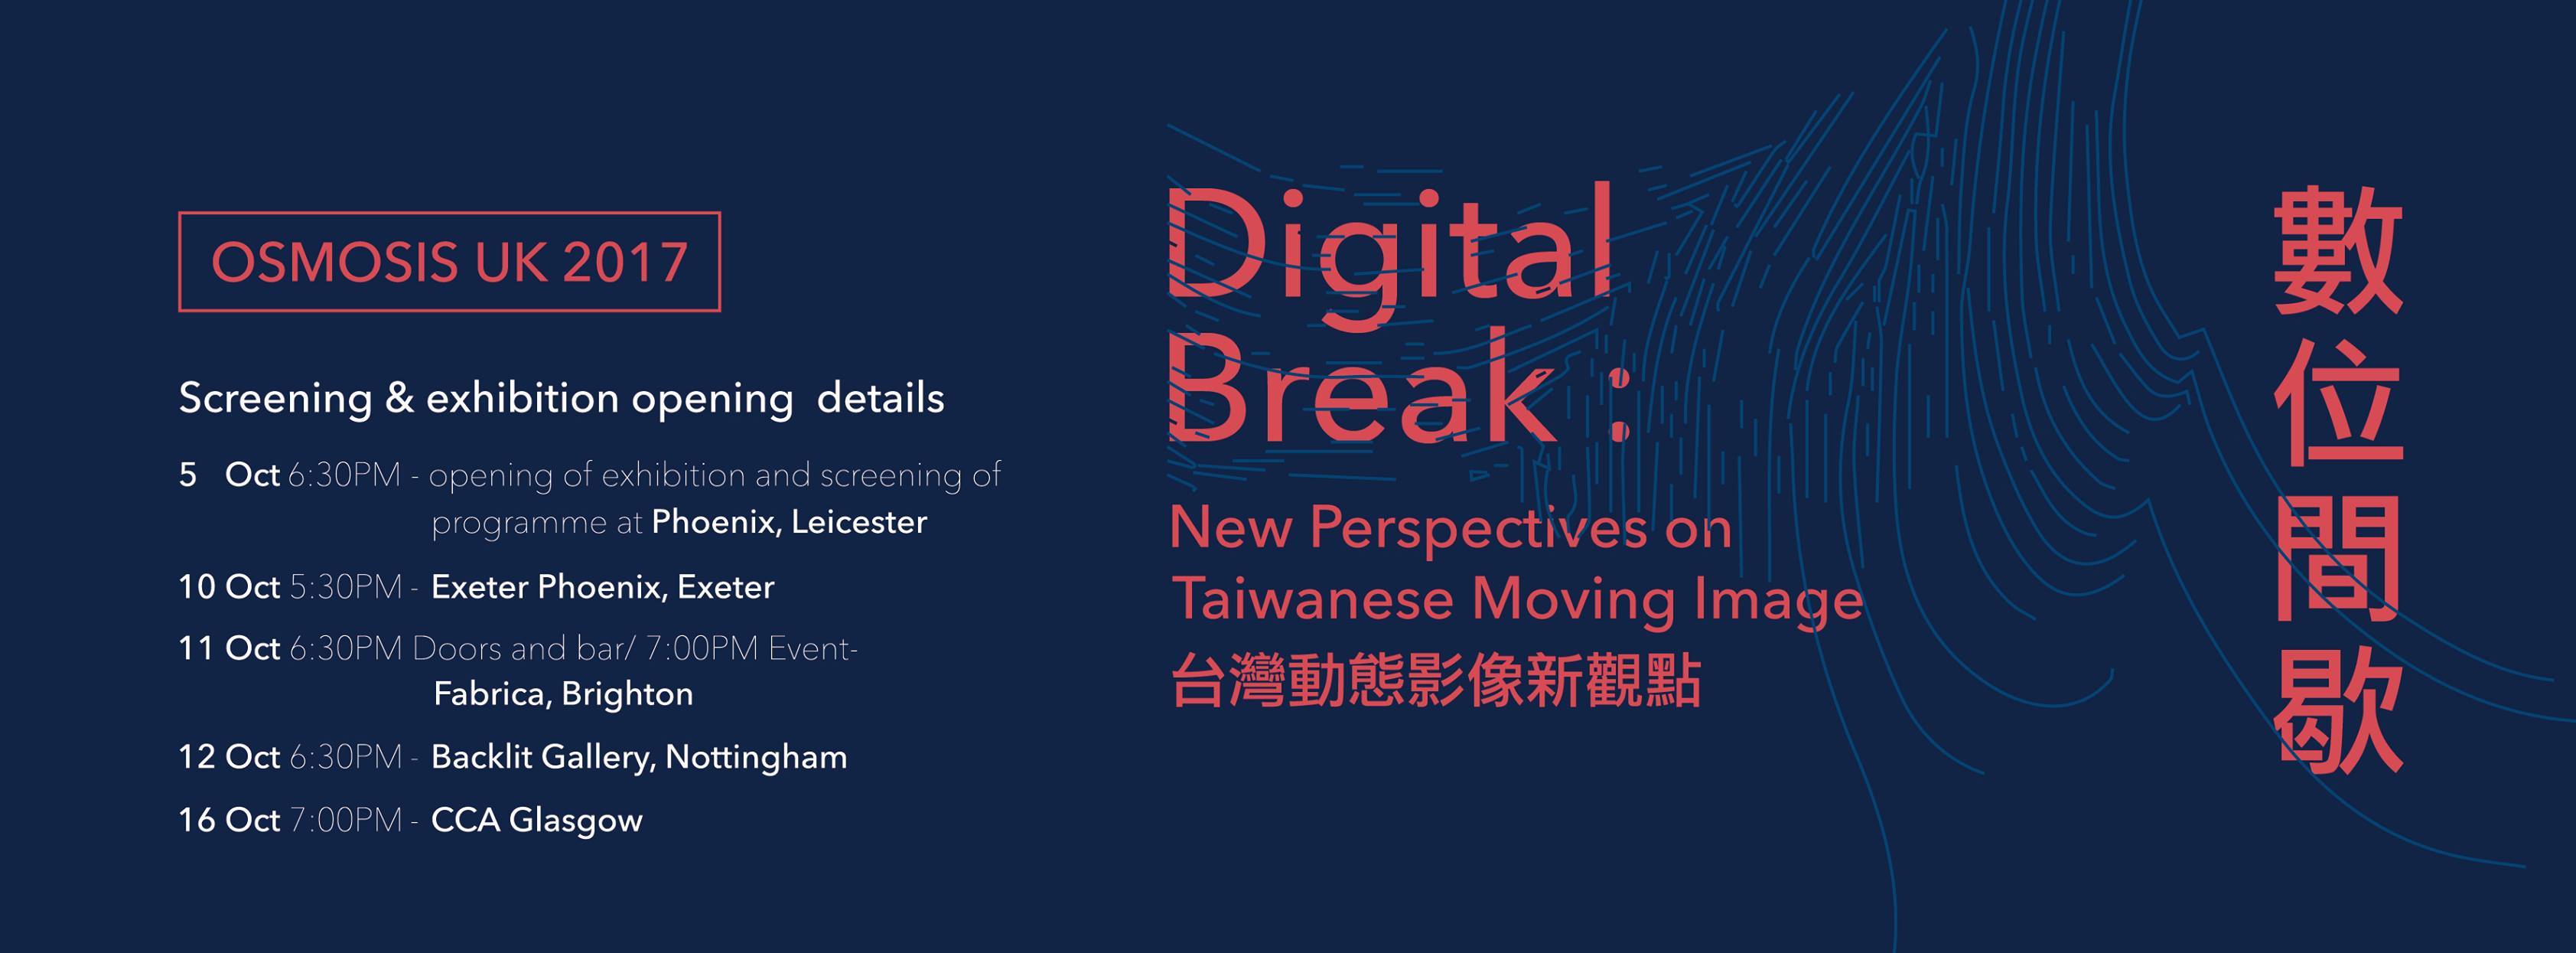 OSMOSIS UK 2017
Screening & exhibition opening details
5 Oct 6:30PM - opening of exhibition and screening of
programme at Phoenix, Leicester
10 Oct 5:30PM - Exeter Phoenix, Exeter
11 Oct 6:30PM Doors and bar/ 7:00PM Event-
Fabrica, Brighton
12 Oct 6:30PM - Backlit Gallery, Nottingham
16 Oct 7:00PM - CCA Glasgow
Digital
Break :
New Perspectives on
Taiwanese Moving Image
台灣動態影像新觀點
數位間歇